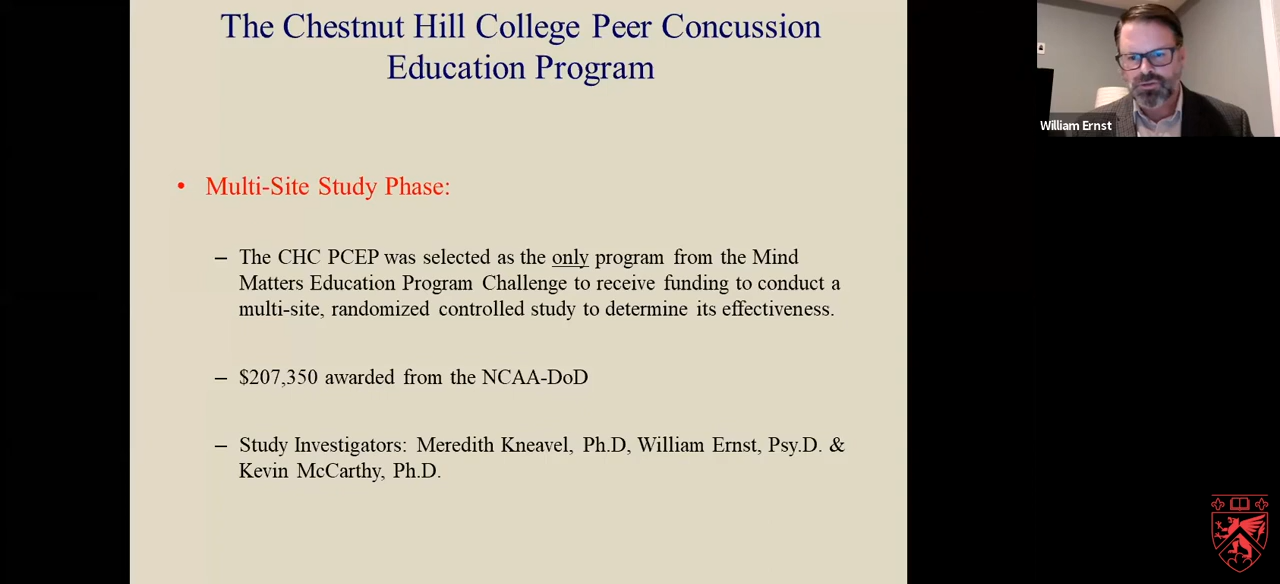 The Chestnut Hill College Peer Concussion
Education Program
• Multi-Site Study Phase:
– The CHC PCEP was selected as the only program from the Mind
Matters Education Program Challenge to receive funding to conduct a
multi-site, randomized controlled study to determine its effectiveness.
– $207,350 awarded from the NCAA-DoD
– Study Investigators: Meredith Kneavel, Ph.D, William Ernst, Psy.D. &
Kevin McCarthy, Ph.D.
William Ernst